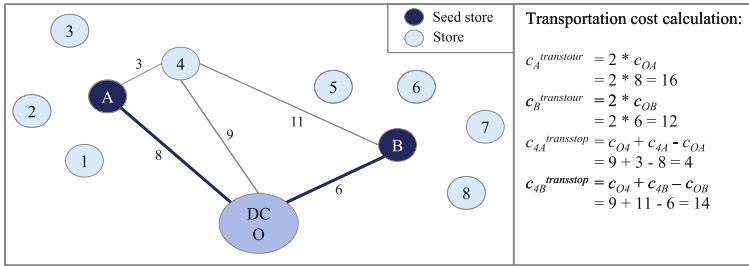 Seed store
Store
3
4
3
A
2
1
5
6
11
7
9
B
8
6
8
DC
O
Transportation cost calculation:
c_A^transtour = 2 * c_OA
= 2 * 8 = 16
c_B^transtour = 2 * c_OB
= 2 * 6 = 12
c_4A^transstop = c_O4 + c_4A - c_OA
= 9 + 3 - 8 = 4
c_4B^transstop = c_O4 + c_4B – c_OB
= 9 + 11 - 6 = 14